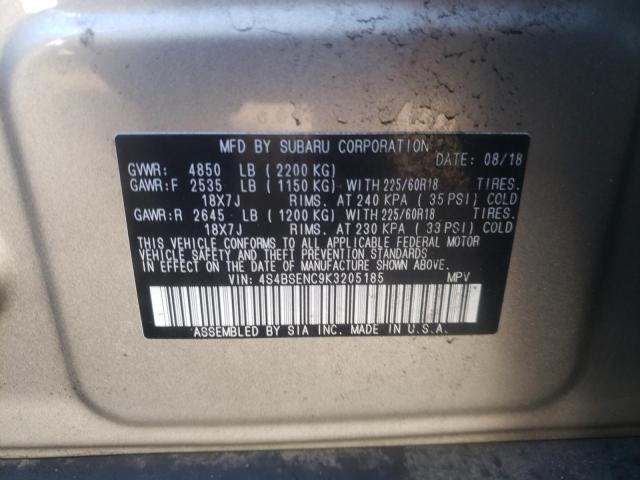 MFD BY SUBARU CORPORATION
DATE: 08/18
GVWR: 4850 LB (2200 KG)
GAWR:F 2535 LB (1150 KG) WITH 225/60R18 TIRES.
18X7J RIMS. AT 240 KPA (35 PSI) COLD
GAWR:R 2645 LB (1200 KG) WITH 225/60R18 TIRES.
18X7J RIMS. AT 230 KPA (33 PSI) COLD
THIS VEHICLE CONFORMS TO ALL APPLICABLE FEDERAL MOTOR
VEHICLE SAFETY AND THEFT PREVENTION STANDARDS
IN EFFECT ON THE DATE OF MANUFACTURE SHOWN ABOVE.
VIN: 4S4BSENC9K3205185 MPV
ASSEMBLED BY SIA INC. MADE IN U.S.A.